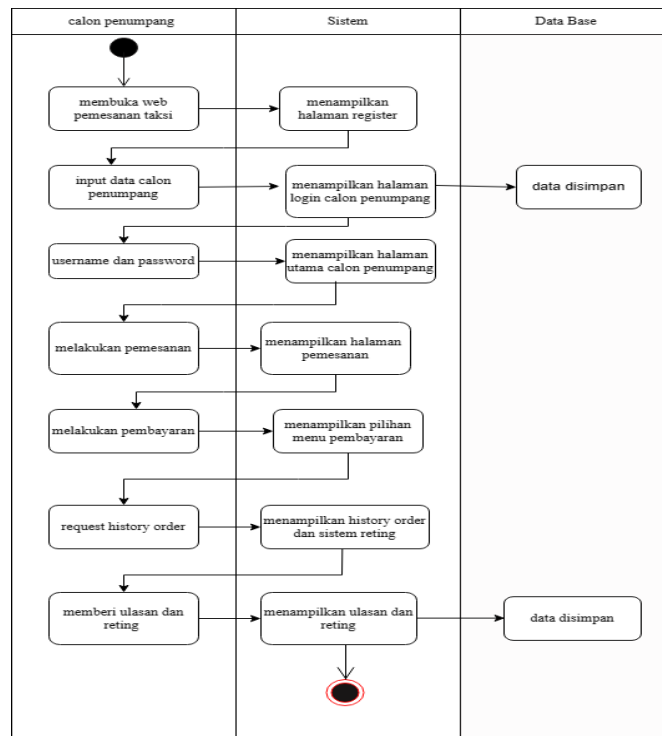 calon penumpang
Sistem
Data Base
membuka web
pemesanan taksi
menampilkan
halaman register
input data calon
penumpang
menampilkan halaman
login calon penumpang
data disimpan
username dan password
menampilkan halaman
utama calon penumpang
melakukan pemesanan
menampilkan halaman
pemesanan
melakukan pembayaran
menampilkan pilihan
menu pembayaran
request history order
menampilkan history order
dan sistem reting
memberi ulasan dan
reting
menampilkan ulasan dan
reting
data disimpan